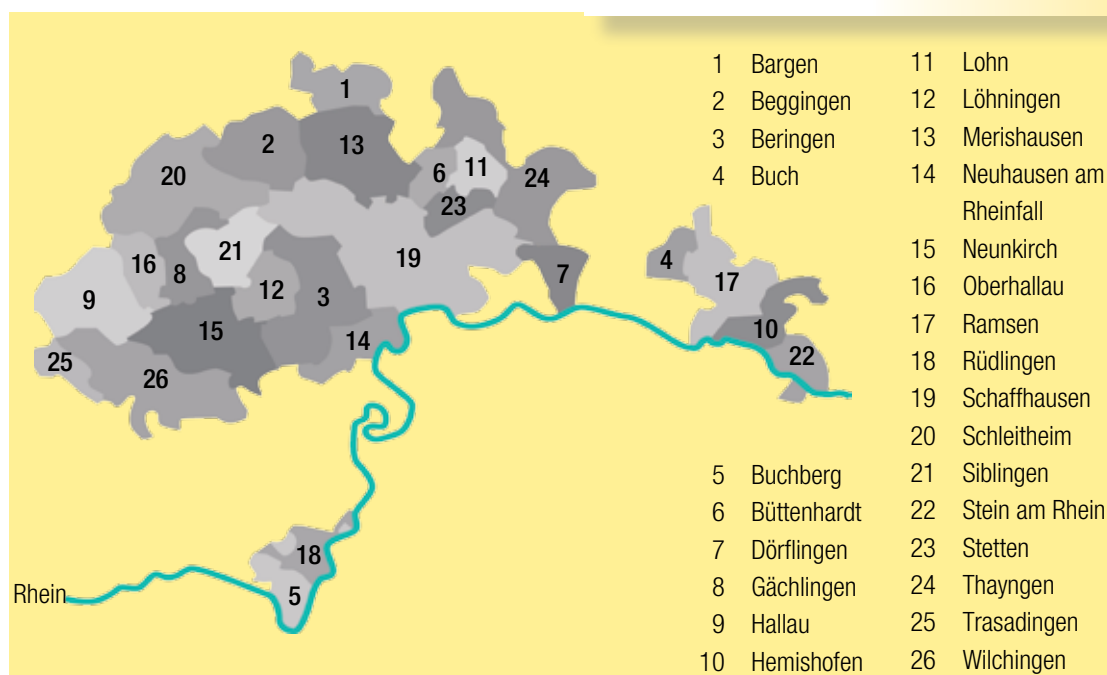 1
2
13
20
6
11
24
23
21
19
16
8
4
7
17
12
3
9
15
10
14
25
22
26
18
5
Rhein
1 Bargen
2 Beggingen
3 Beringen
4 Buch
5 Buchberg
6 Büttenhardt
7 Dörflingen
8 Gächlingen
9 Hallau
10 Hemishofen
11 Lohn
12 Löhningen
13 Merishausen
14 Neuhausen am
Rheinfall
15 Neunkirch
16 Oberhallau
17 Ramsen
18 Rüdlingen
19 Schaffhausen
20 Schleitheim
21 Siblingen
22 Stein am Rhein
23 Stetten
24 Thayngen
25 Trasadingen
26 Wilchingen